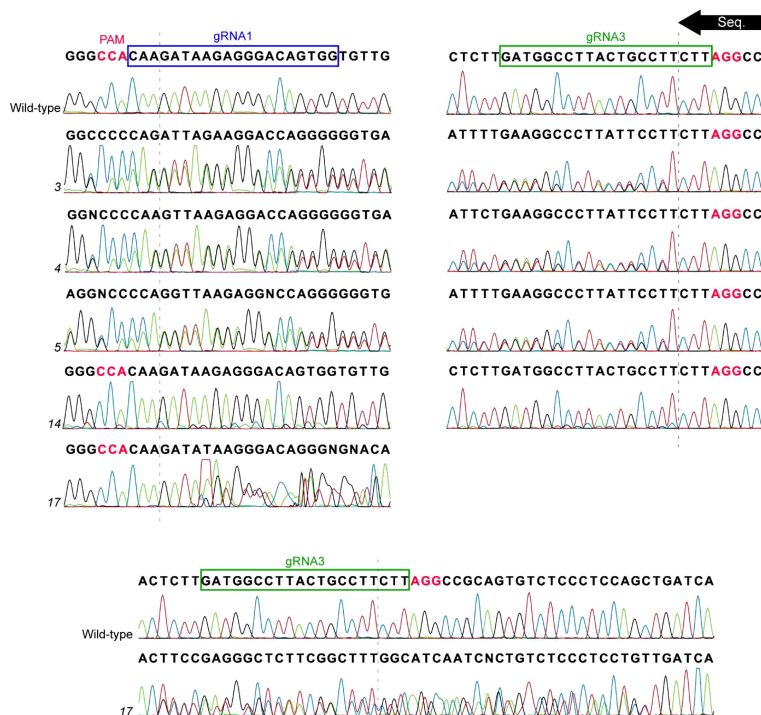 PAM gRNA1
GGGCCACAAGATAAGAGGGACAGTGGTGTTG
Wild-type
GGCCCCCAGATTAGAAGGACCAGGGGGGTGA
3
GGNCCCCAAGTTAAGAGGACCAGGGGGGTGA
4
AGGNCCCCAGGTTAAGAGGNCCAGGGGGGTG
5
GGGCCACAAGATAAGAGGGACAGTGGTGTTG
14
GGGCCACAAGATATAAGGGACAGGGNGNACA
17
Seq.
gRNA3
CTCTTGATGGCCTTACTGCCTTCTTAGGCC
ATTTTGAAGGCCCTTATTCCTTCTTAGGCC
ATTCTGAAGGCCCTTATTCCTTCTTAGGCC
ATTTTGAAGGCCCTTATTCCTTCTTAGGCC
CTCTTGATGGCCTTACTGCCTTCTTAGGCC
gRNA3
ACTCTTGATGGCCTTACTGCCTTCTTAGGCCGCAGTGTCTCCCTCCAGCTGATCA
Wild-type
ACTTCCGAGGGCTCTTCGGCTTTGGCATCAATCNCTGTCTCCCTCCTGTTGATCA
17